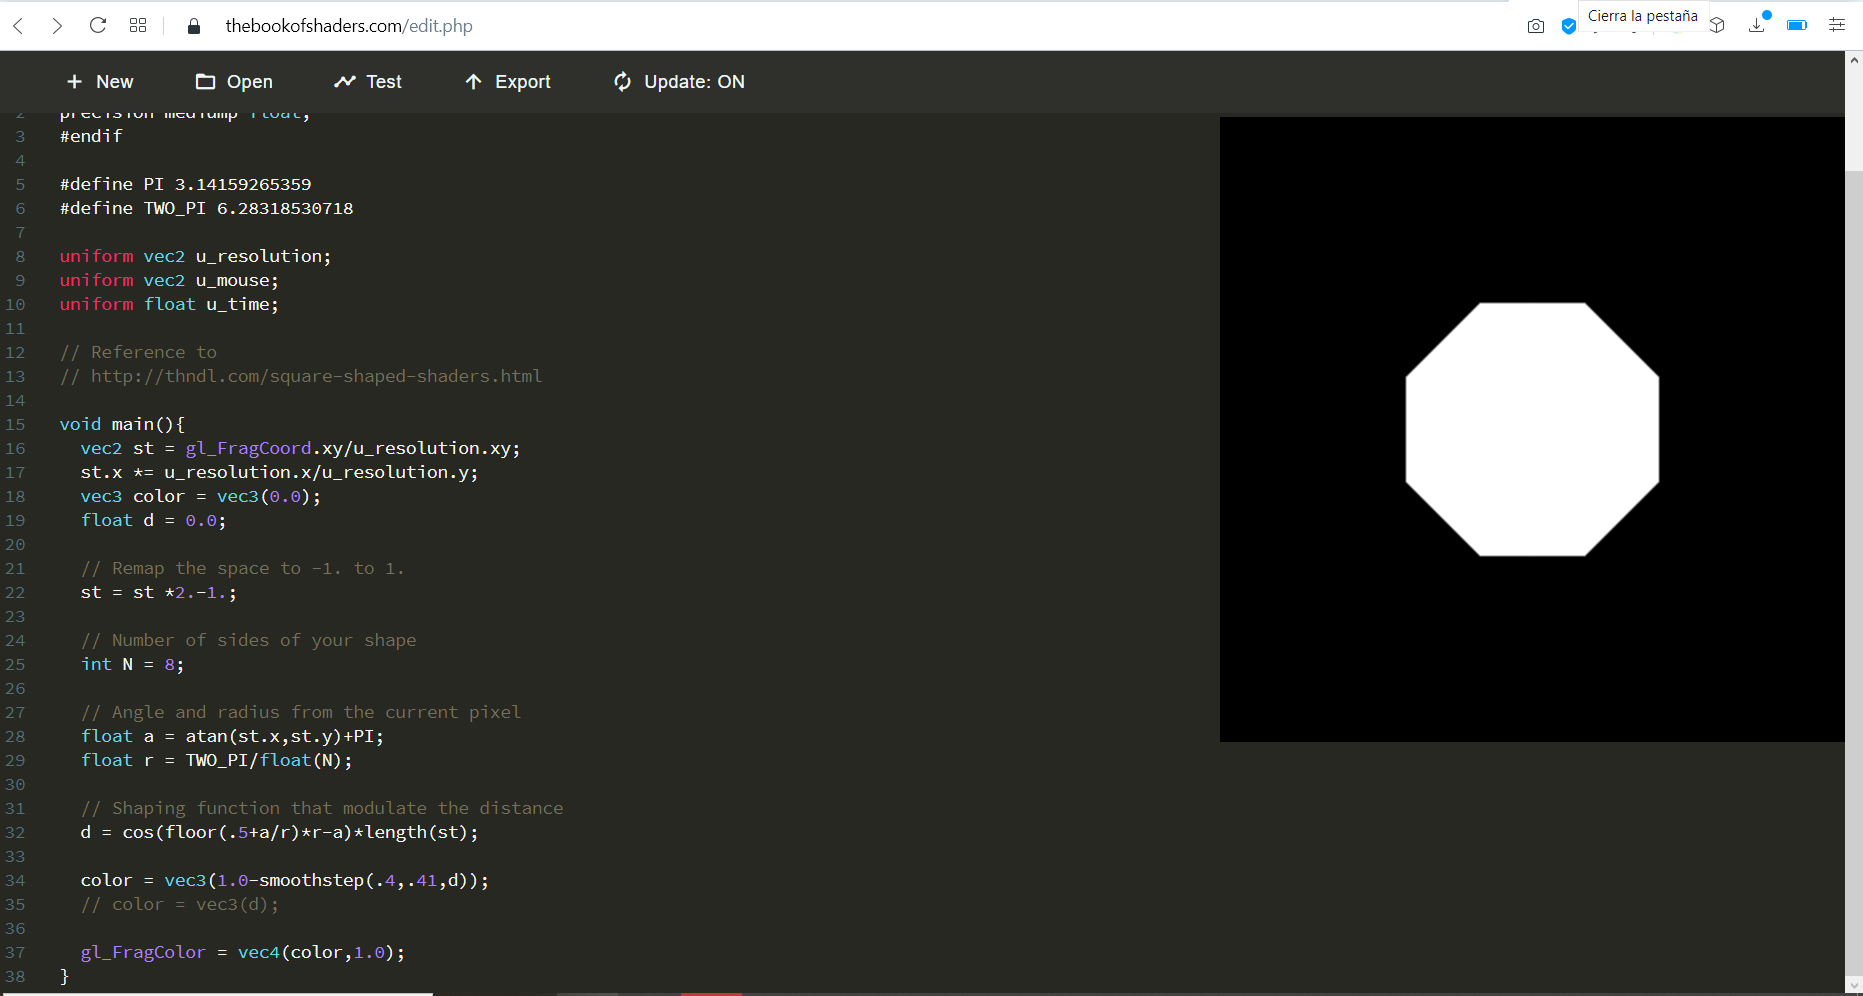 thebookofshaders.com/edit.php
Cierra la pestaña
New Open Test Export Update: ON
2 precision mediump float;
3 #endif
4
5 #define PI 3.14159265359
6 #define TWO_PI 6.28318530718
7
8 uniform vec2 u_resolution;
9 uniform vec2 u_mouse;
10 uniform float u_time;
11
12 // Reference to
13 // http://thndl.com/square-shaped-shaders.html
14
15 void main(){
16 vec2 st = gl_FragCoord.xy/u_resolution.xy;
17 st.x *= u_resolution.x/u_resolution.y;
18 vec3 color = vec3(0.0);
19 float d = 0.0;
20
21 // Remap the space to -1. to 1.
22 st = st *2.-1.;
23
24 // Number of sides of your shape
25 int N = 8;
26
27 // Angle and radius from the current pixel
28 float a = atan(st.x,st.y)+PI;
29 float r = TWO_PI/float(N);
30
31 // Shaping function that modulate the distance
32 d = cos(floor(.5+a/r)*r-a)*length(st);
33
34 color = vec3(1.0-smoothstep(.4,.41,d));
35 // color = vec3(d);
36
37 gl_FragColor = vec4(color,1.0);
38 }